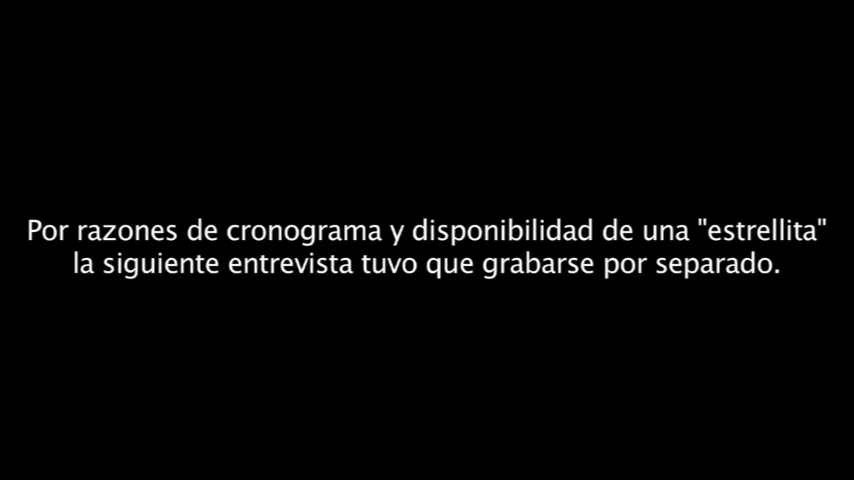 Por razones de cronograma y disponibilidad de una "estrellita"
la siguiente entrevista tuvo que grabarse por separado.